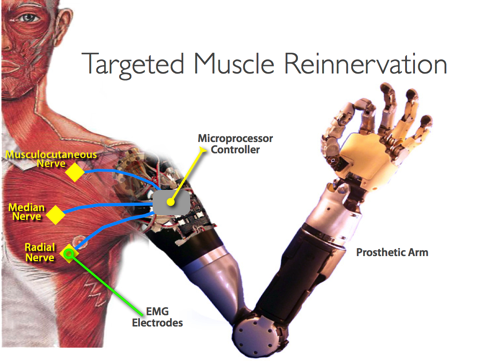 Targeted Muscle Reinnervation
Microprocessor
Controller
Musculocutaneous
Nerve
Median
Nerve
Radial
Nerve
Prosthetic Arm
EMG
Electrodes